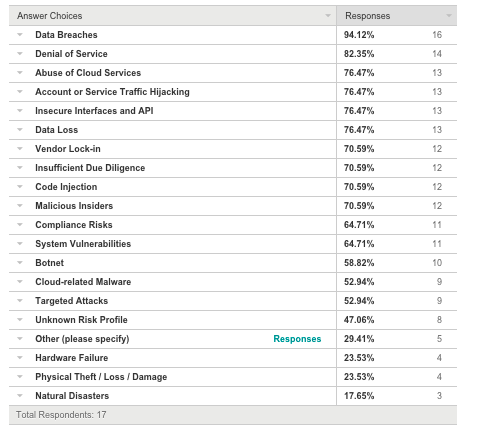 Answer Choices Responses
Data Breaches 94.12% 16
Denial of Service 82.35% 14
Abuse of Cloud Services 76.47% 13
Account or Service Traffic Hijacking 76.47% 13
Insecure Interfaces and API 76.47% 13
Data Loss 76.47% 13
Vendor Lock-in 70.59% 12
Insufficient Due Diligence 70.59% 12
Code Injection 70.59% 12
Malicious Insiders 70.59% 12
Compliance Risks 64.71% 11
System Vulnerabilities 64.71% 11
Botnet 58.82% 10
Cloud-related Malware 52.94% 9
Targeted Attacks 52.94% 9
Unknown Risk Profile 47.06% 8
Other (please specify) Responses 29.41% 5
Hardware Failure 23.53% 4
Physical Theft / Loss / Damage 23.53% 4
Natural Disasters 17.65% 3
Total Respondents: 17